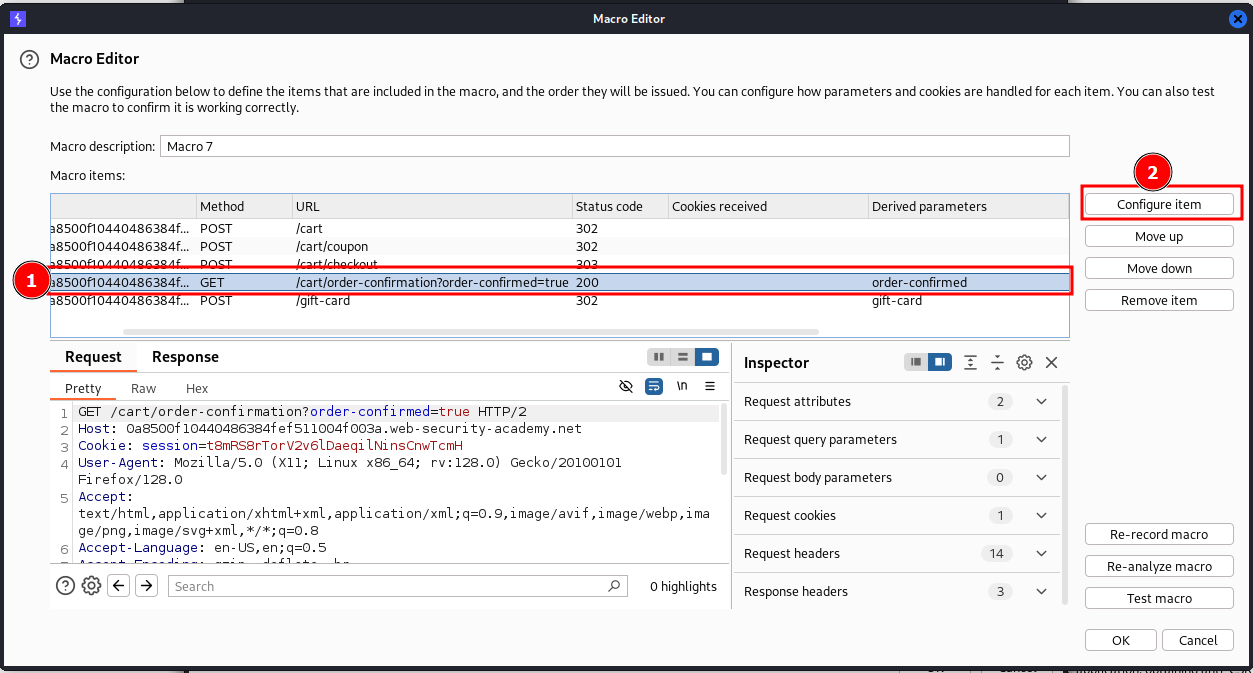 Macro Editor
Macro Editor
Use the configuration below to define the items that are included in the macro, and the order they will be issued. You can configure how parameters and cookies are handled for each item. You can also test
the macro to confirm it is working correctly.
Macro description: Macro 7
Macro items:
2
Method URL Status code Cookies received Derived parameters
a8500f10440486384f... POST /cart 302
a8500f10440486384f... POST /cart/coupon 302
a8500f10440486384f... POST /cart/checkout 303
1
a8500f10440486384f... GET /cart/order-confirmation?order-confirmed=true 200 order-confirmed
a8500f10440486384f... POST /gift-card 302 gift-card
Configure item
Move up
Move down
Remove item
Request Response
Pretty Raw Hex
\n
1 GET /cart/order-confirmation?order-confirmed=true HTTP/2
2 Host: 0a8500f10440486384fef511004f003a.web-security-academy.net
3 Cookie: session=t8mRS8rTorV2v6lDaeqilNinsCnwTcmH
4 User-Agent: Mozilla/5.0 (X11; Linux x86_64; rv:128.0) Gecko/20100101
Firefox/128.0
5 Accept:
text/html,application/xhtml+xml,application/xml;q=0.9,image/avif,image/webp,ima
ge/png,image/svg+xml,*/*;q=0.8
6 Accept-Language: en-US,en;q=0.5
Search
0 highlights
Inspector
Request attributes 2
Request query parameters 1
Request body parameters 0
Request cookies 1
Request headers 14
Response headers 3
Re-record macro
Re-analyze macro
Test macro
OK Cancel